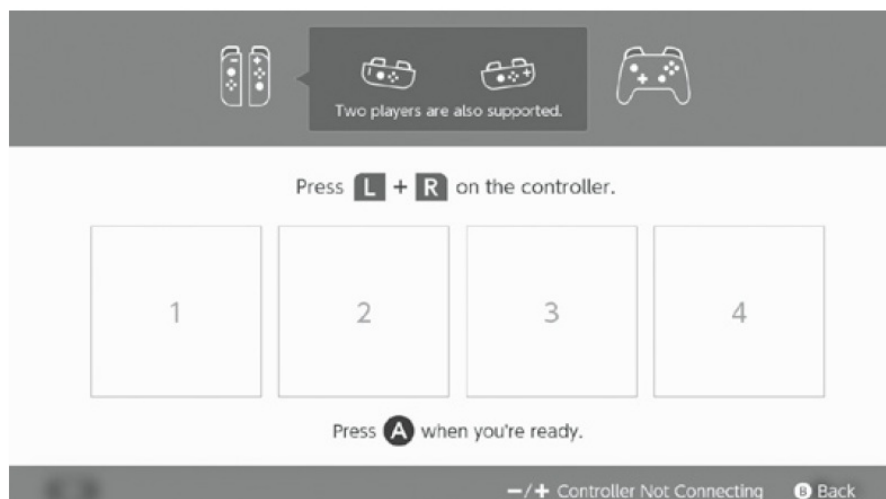 Two players are also supported.
Press L + R on the controller.
1 2 3 4
Press A when you're ready.
-/+ Controller Not Connecting B Back